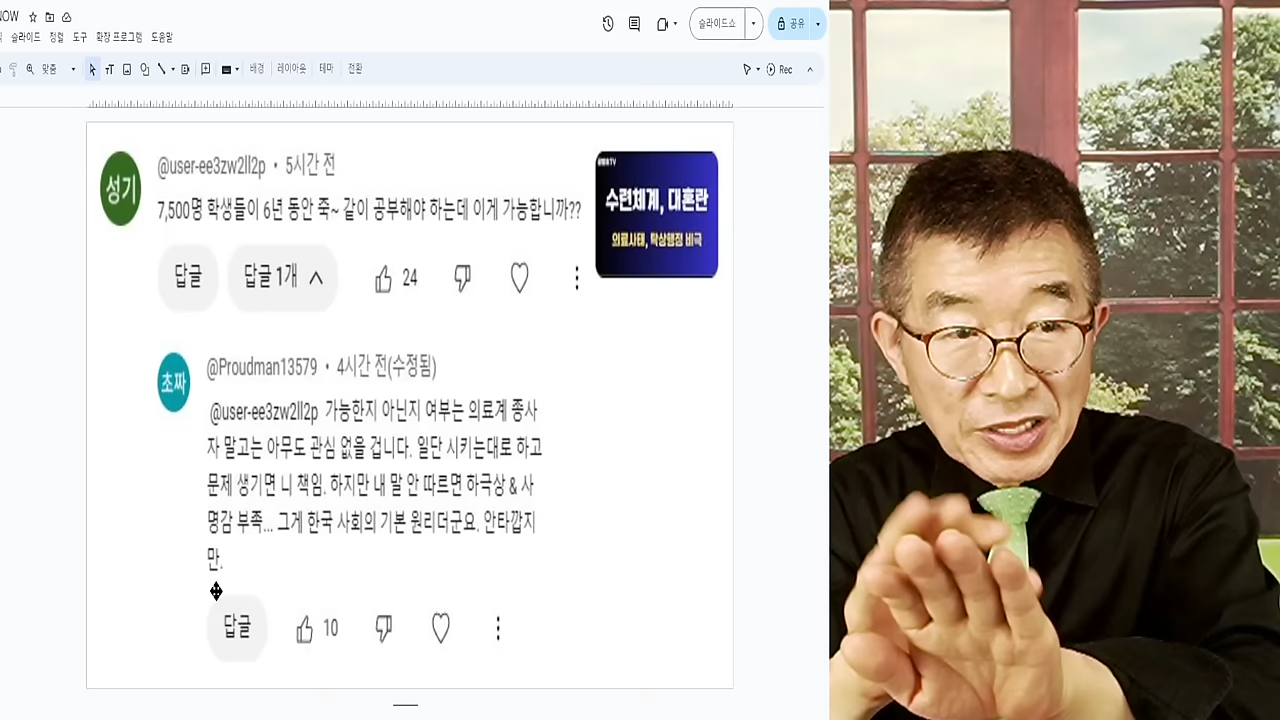 NOW
슬라이드 정렬 도구 확장 프로그램 도움말
슬라이드쇼
공유
맞춤
배경 레이아웃 테마 전환
Rec
성기
@user-ee3zw2ll2p • 5시간 전
7,500명 학생들이 6년 동안 죽~ 같이 공부해야 하는데 이게 가능합니까??
답글
답글 1개
24
수련체계, 대혼란
의료사태, 탁상행정 비극
초짜
@Proudman13579 • 4시간 전(수정됨)
@user-ee3zw2ll2p 가능한지 아닌지 여부는 의료계 종사
자 말고는 아무도 관심 없을 겁니다. 일단 시키는대로 하고
문제 생기면 니 책임. 하지만 내 말 안 따르면 하극상 & 사
명감 부족... 그게 한국 사회의 기본 원리더군요. 안타깝지
만.
답글
10